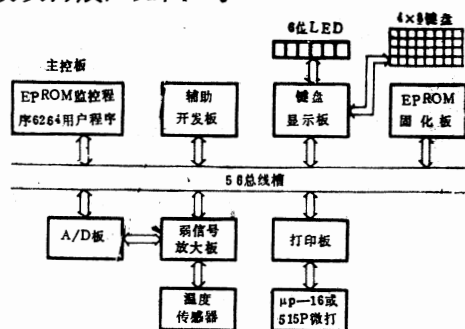 6位LED
4×8键盘
主控板
EPROM监控程
序6264用户程序
辅助
开发板
键盘
显示板
EPROM
固化板
56总线槽
A/D板
弱信号
放大板
打印板
温度
传感器
μp—16或
515P微打